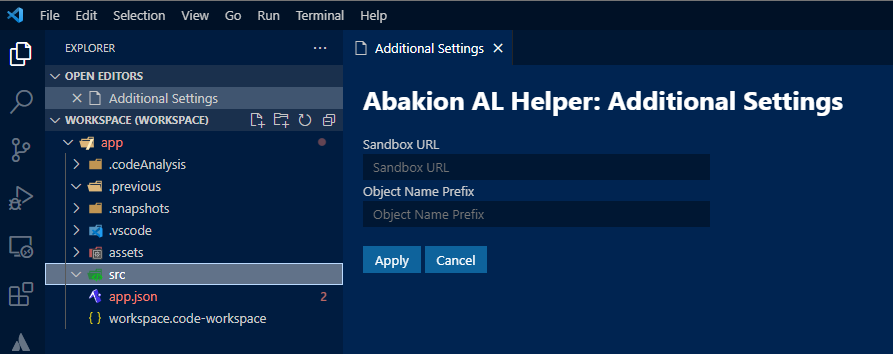 File Edit Selection View Go Run Terminal Help
EXPLORER
OPEN EDITORS
Additional Settings
WORKSPACE (WORKSPACE)
app
.codeAnalysis
.previous
.snapshots
.vscode
assets
src
app.json 2
workspace.code-workspace
Additional Settings
Abakion AL Helper: Additional Settings
Sandbox URL
Sandbox URL
Object Name Prefix
Object Name Prefix
Apply Cancel